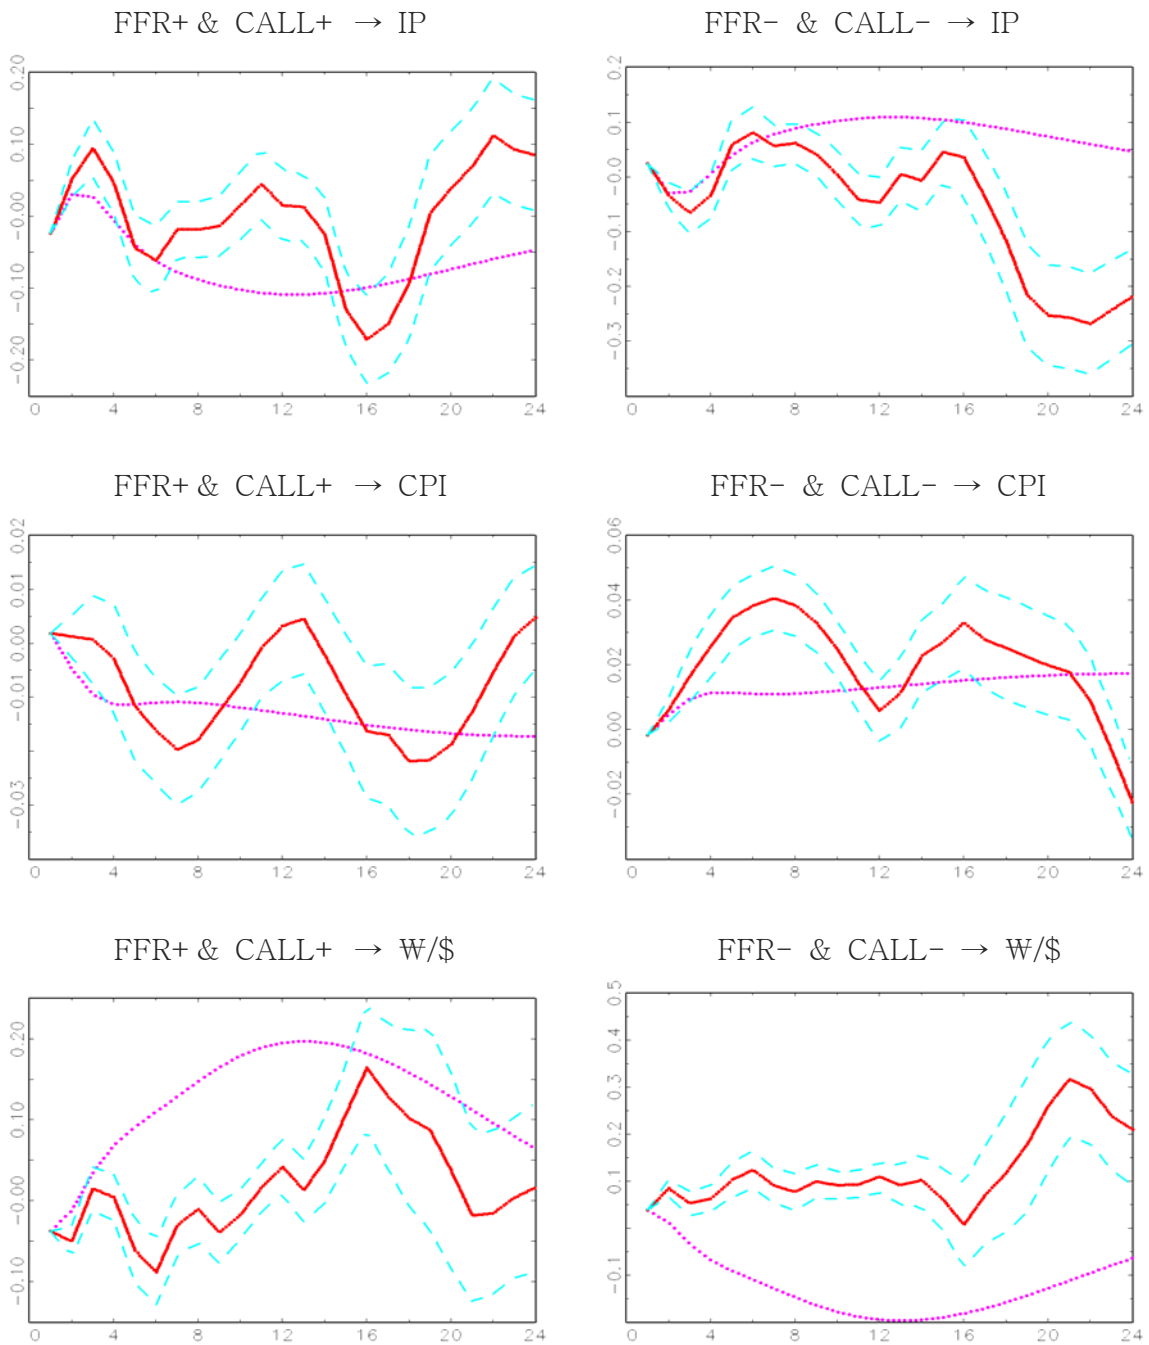 FFR+ & CALL+ → IP
FFR- & CALL- → IP
0.20
0.10
-0.00
-0.10
-0.20
0 4 8 12 16 20 24
0.2
0.1
-0.0
-0.1
-0.2
-0.3
0 4 8 12 16 20 24
FFR+ & CALL+ → CPI
FFR- & CALL- → CPI
0.02
0.01
0.00
-0.01
-0.03
0 4 8 12 16 20 24
0.06
0.04
0.02
0.00
-0.02
0 4 8 12 16 20 24
FFR+ & CALL+ → ₩/$
FFR- & CALL- → ₩/$
0.20
0.10
-0.00
-0.10
0 4 8 12 16 20 24
0.5
0.4
0.3
0.2
0.1
-0.1
0 4 8 12 16 20 24